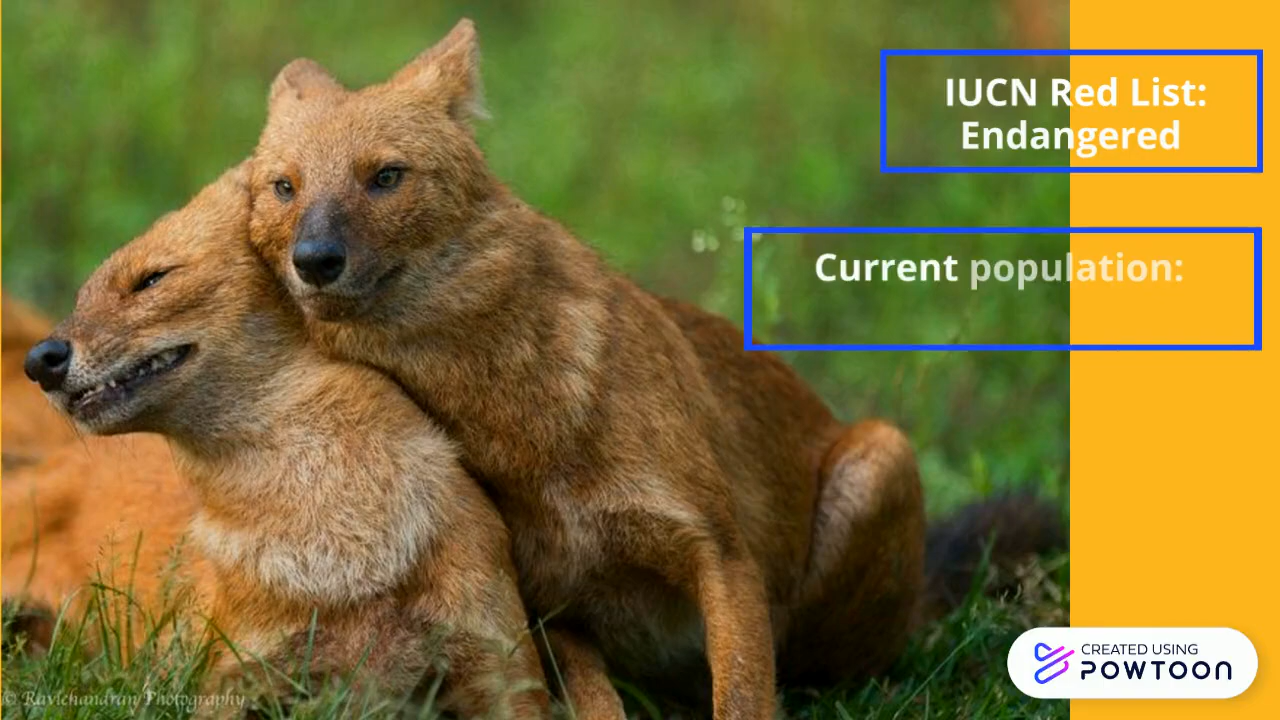 IUCN Red List:
Endangered
Current population:
CREATED USING
POWTOON
© Ravichandran Photography